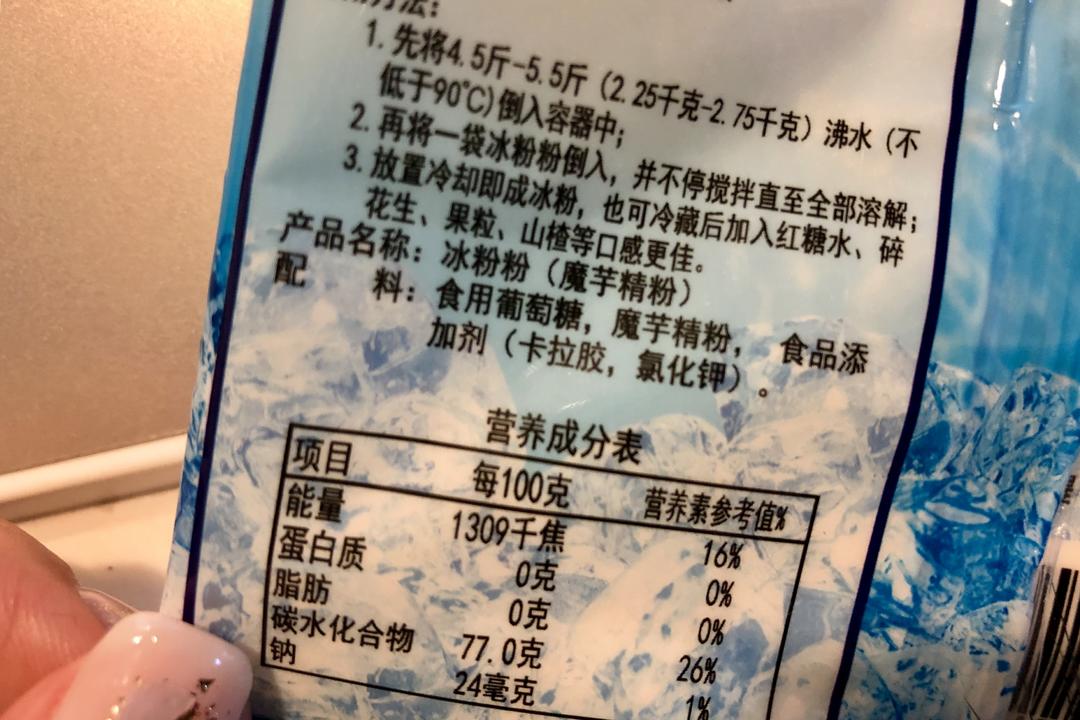 方法：
1. 先将4.5斤-5.5斤（2.25千克-2.75千克）沸水（不
低于90℃）倒入容器中；
2. 再将一袋冰粉粉倒入，并不停搅拌直至全部溶解；
3. 放置冷却即成冰粉，也可冷藏后加入红糖水、碎
花生、果粒、山楂等口感更佳。
产品名称：冰粉粉（魔芋精粉）
配 料：食用葡萄糖，魔芋精粉， 食品添
加剂（卡拉胶，氯化钾）。
营养成分表
项目 每100克 营养素参考值%
能量 1309千焦 16%
蛋白质 0克 0%
脂肪 0克 0%
碳水化合物 77.0克 26%
钠 24毫克 1%